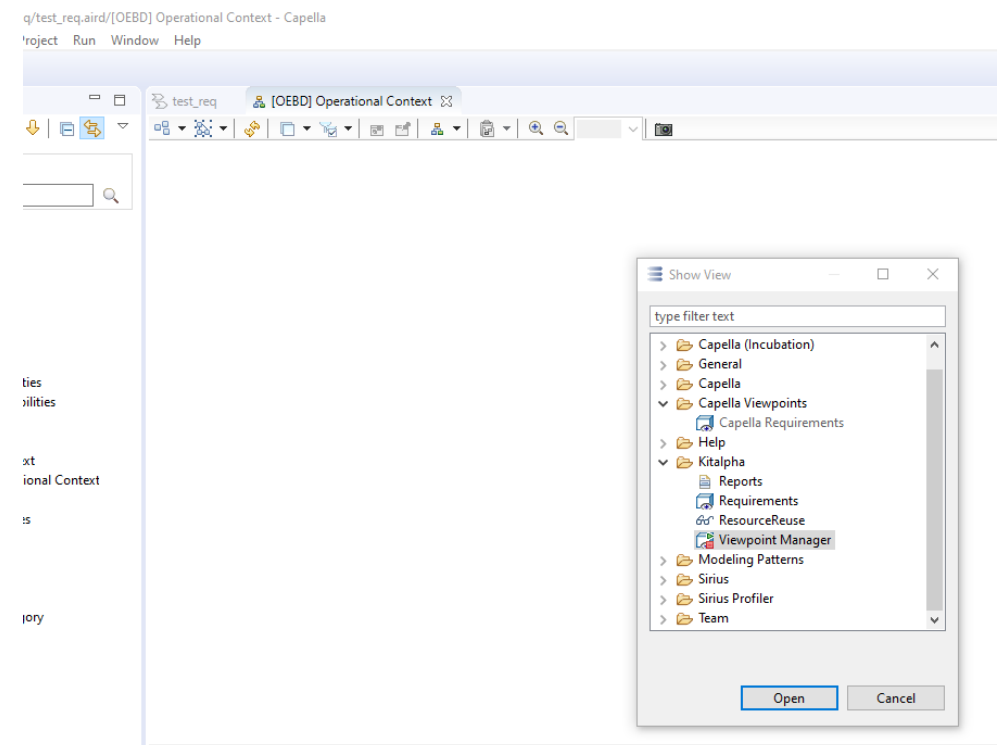 q/test_req.aird/[OEBD] Operational Context - Capella
Project Run Window Help
test_req [OEBD] Operational Context
Show View
type filter text
Capella (Incubation)
General
Capella
Capella Viewpoints
Capella Requirements
Help
Kitalpha
Reports
Requirements
ResourceReuse
Viewpoint Manager
Modeling Patterns
Sirius
Sirius Profiler
Team
Open Cancel
ties
bilities
ext
ional Context
es
gory